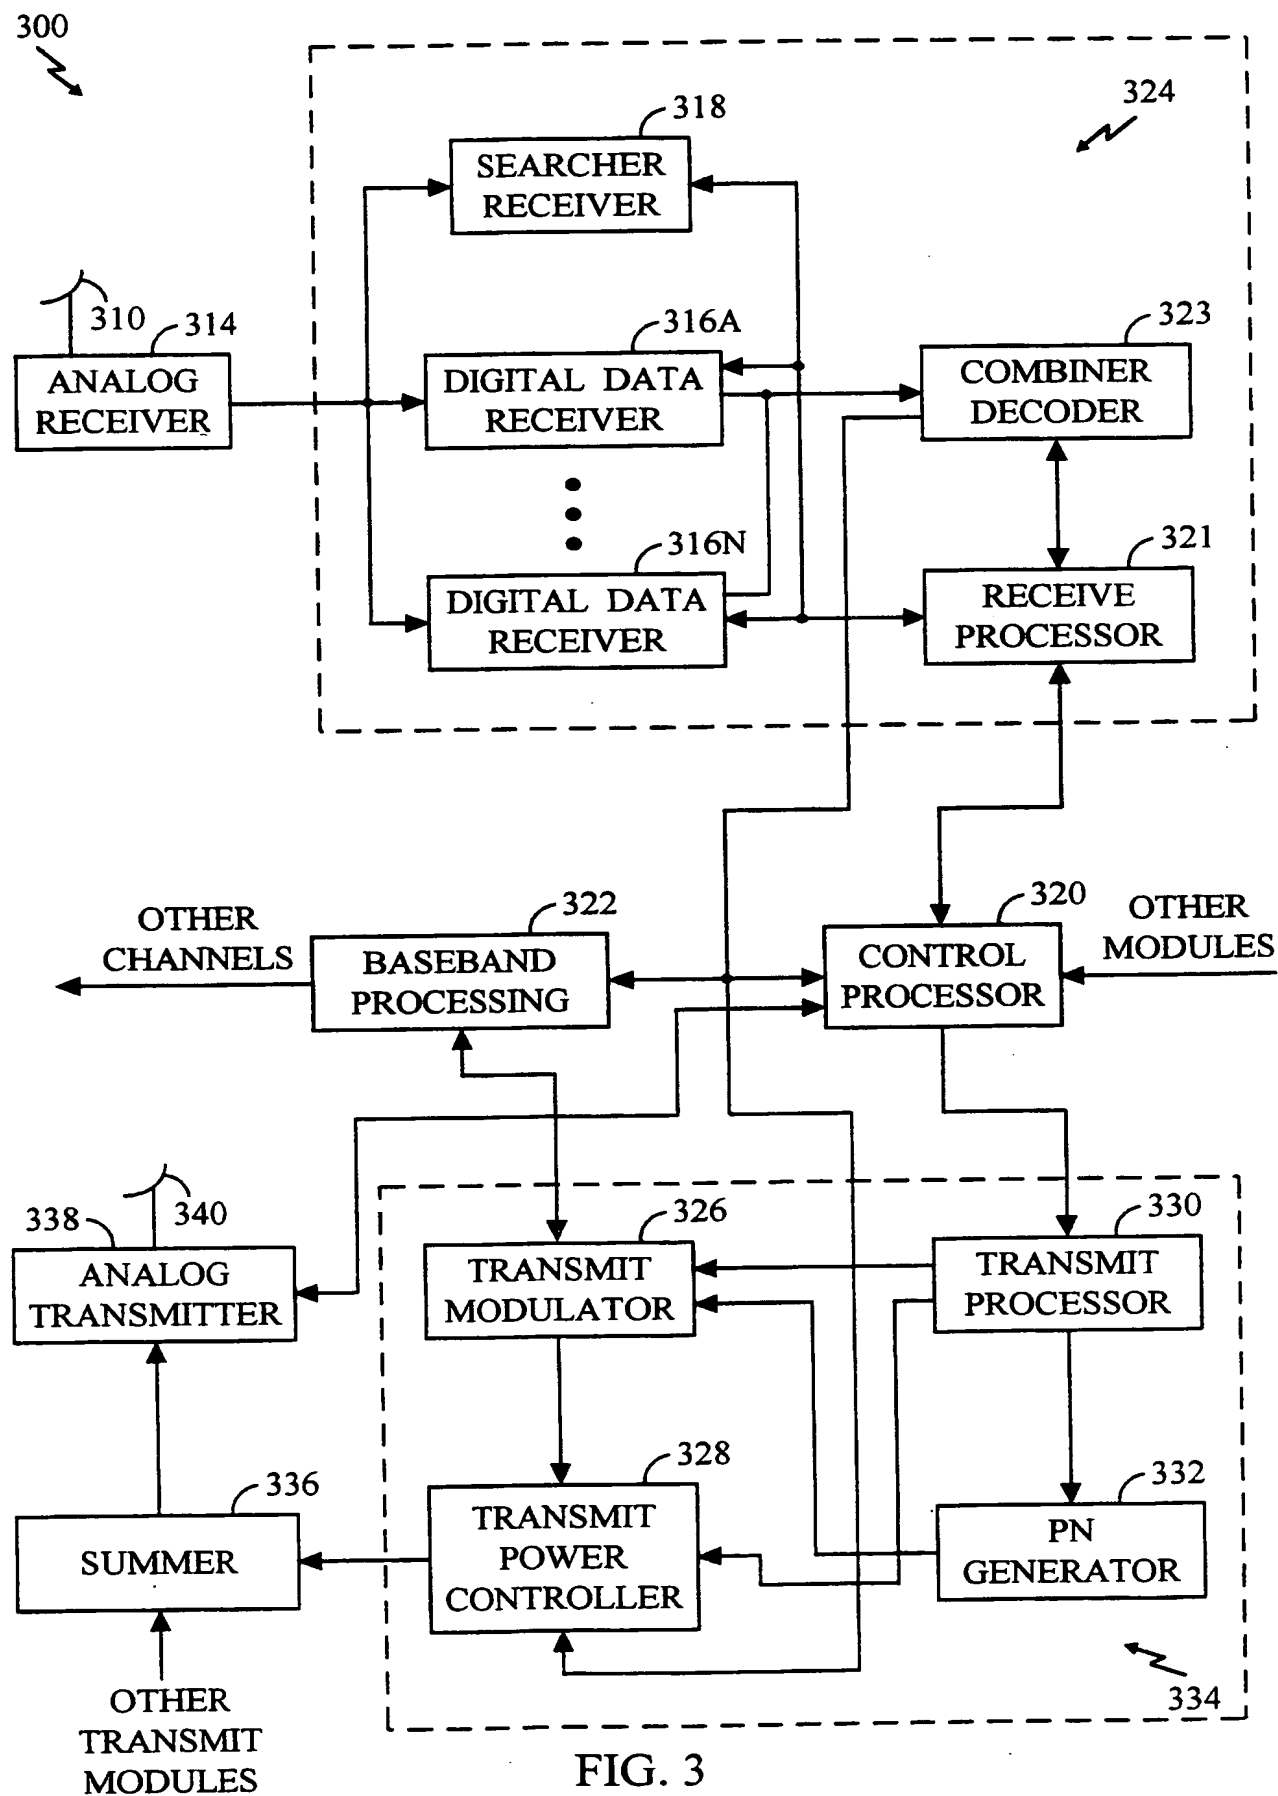 300
324
318
SEARCHER
RECEIVER
310
314
ANALOG
RECEIVER
316A
DIGITAL DATA
RECEIVER
323
COMBINER
DECODER
316N
DIGITAL DATA
RECEIVER
321
RECEIVE
PROCESSOR
OTHER
CHANNELS
322
BASEBAND
PROCESSING
320
CONTROL
PROCESSOR
OTHER
MODULES
338
340
ANALOG
TRANSMITTER
326
TRANSMIT
MODULATOR
330
TRANSMIT
PROCESSOR
336
SUMMER
328
TRANSMIT
POWER
CONTROLLER
332
PN
GENERATOR
334
OTHER
TRANSMIT
MODULES
FIG. 3